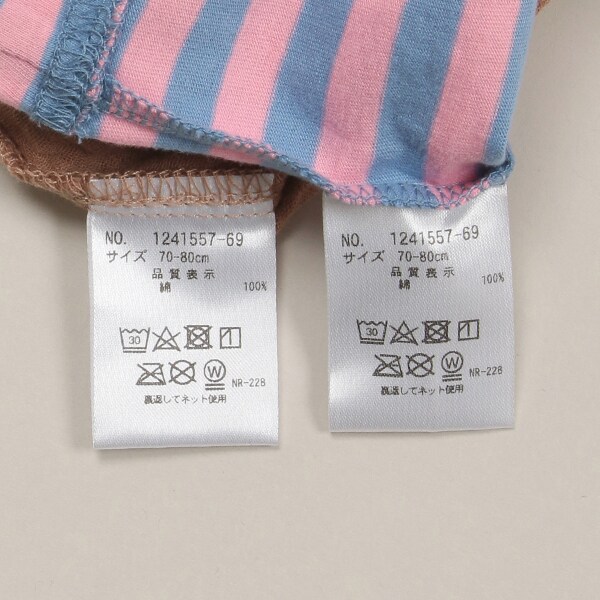 NO. 1241557-69
サイズ 70-80cm
品質表示
綿 100%
30
W NR-228
裏返してネット使用
NO. 1241557-69
サイズ 70-80cm
品質表示
綿 100%
30
W NR-228
裏返してネット使用